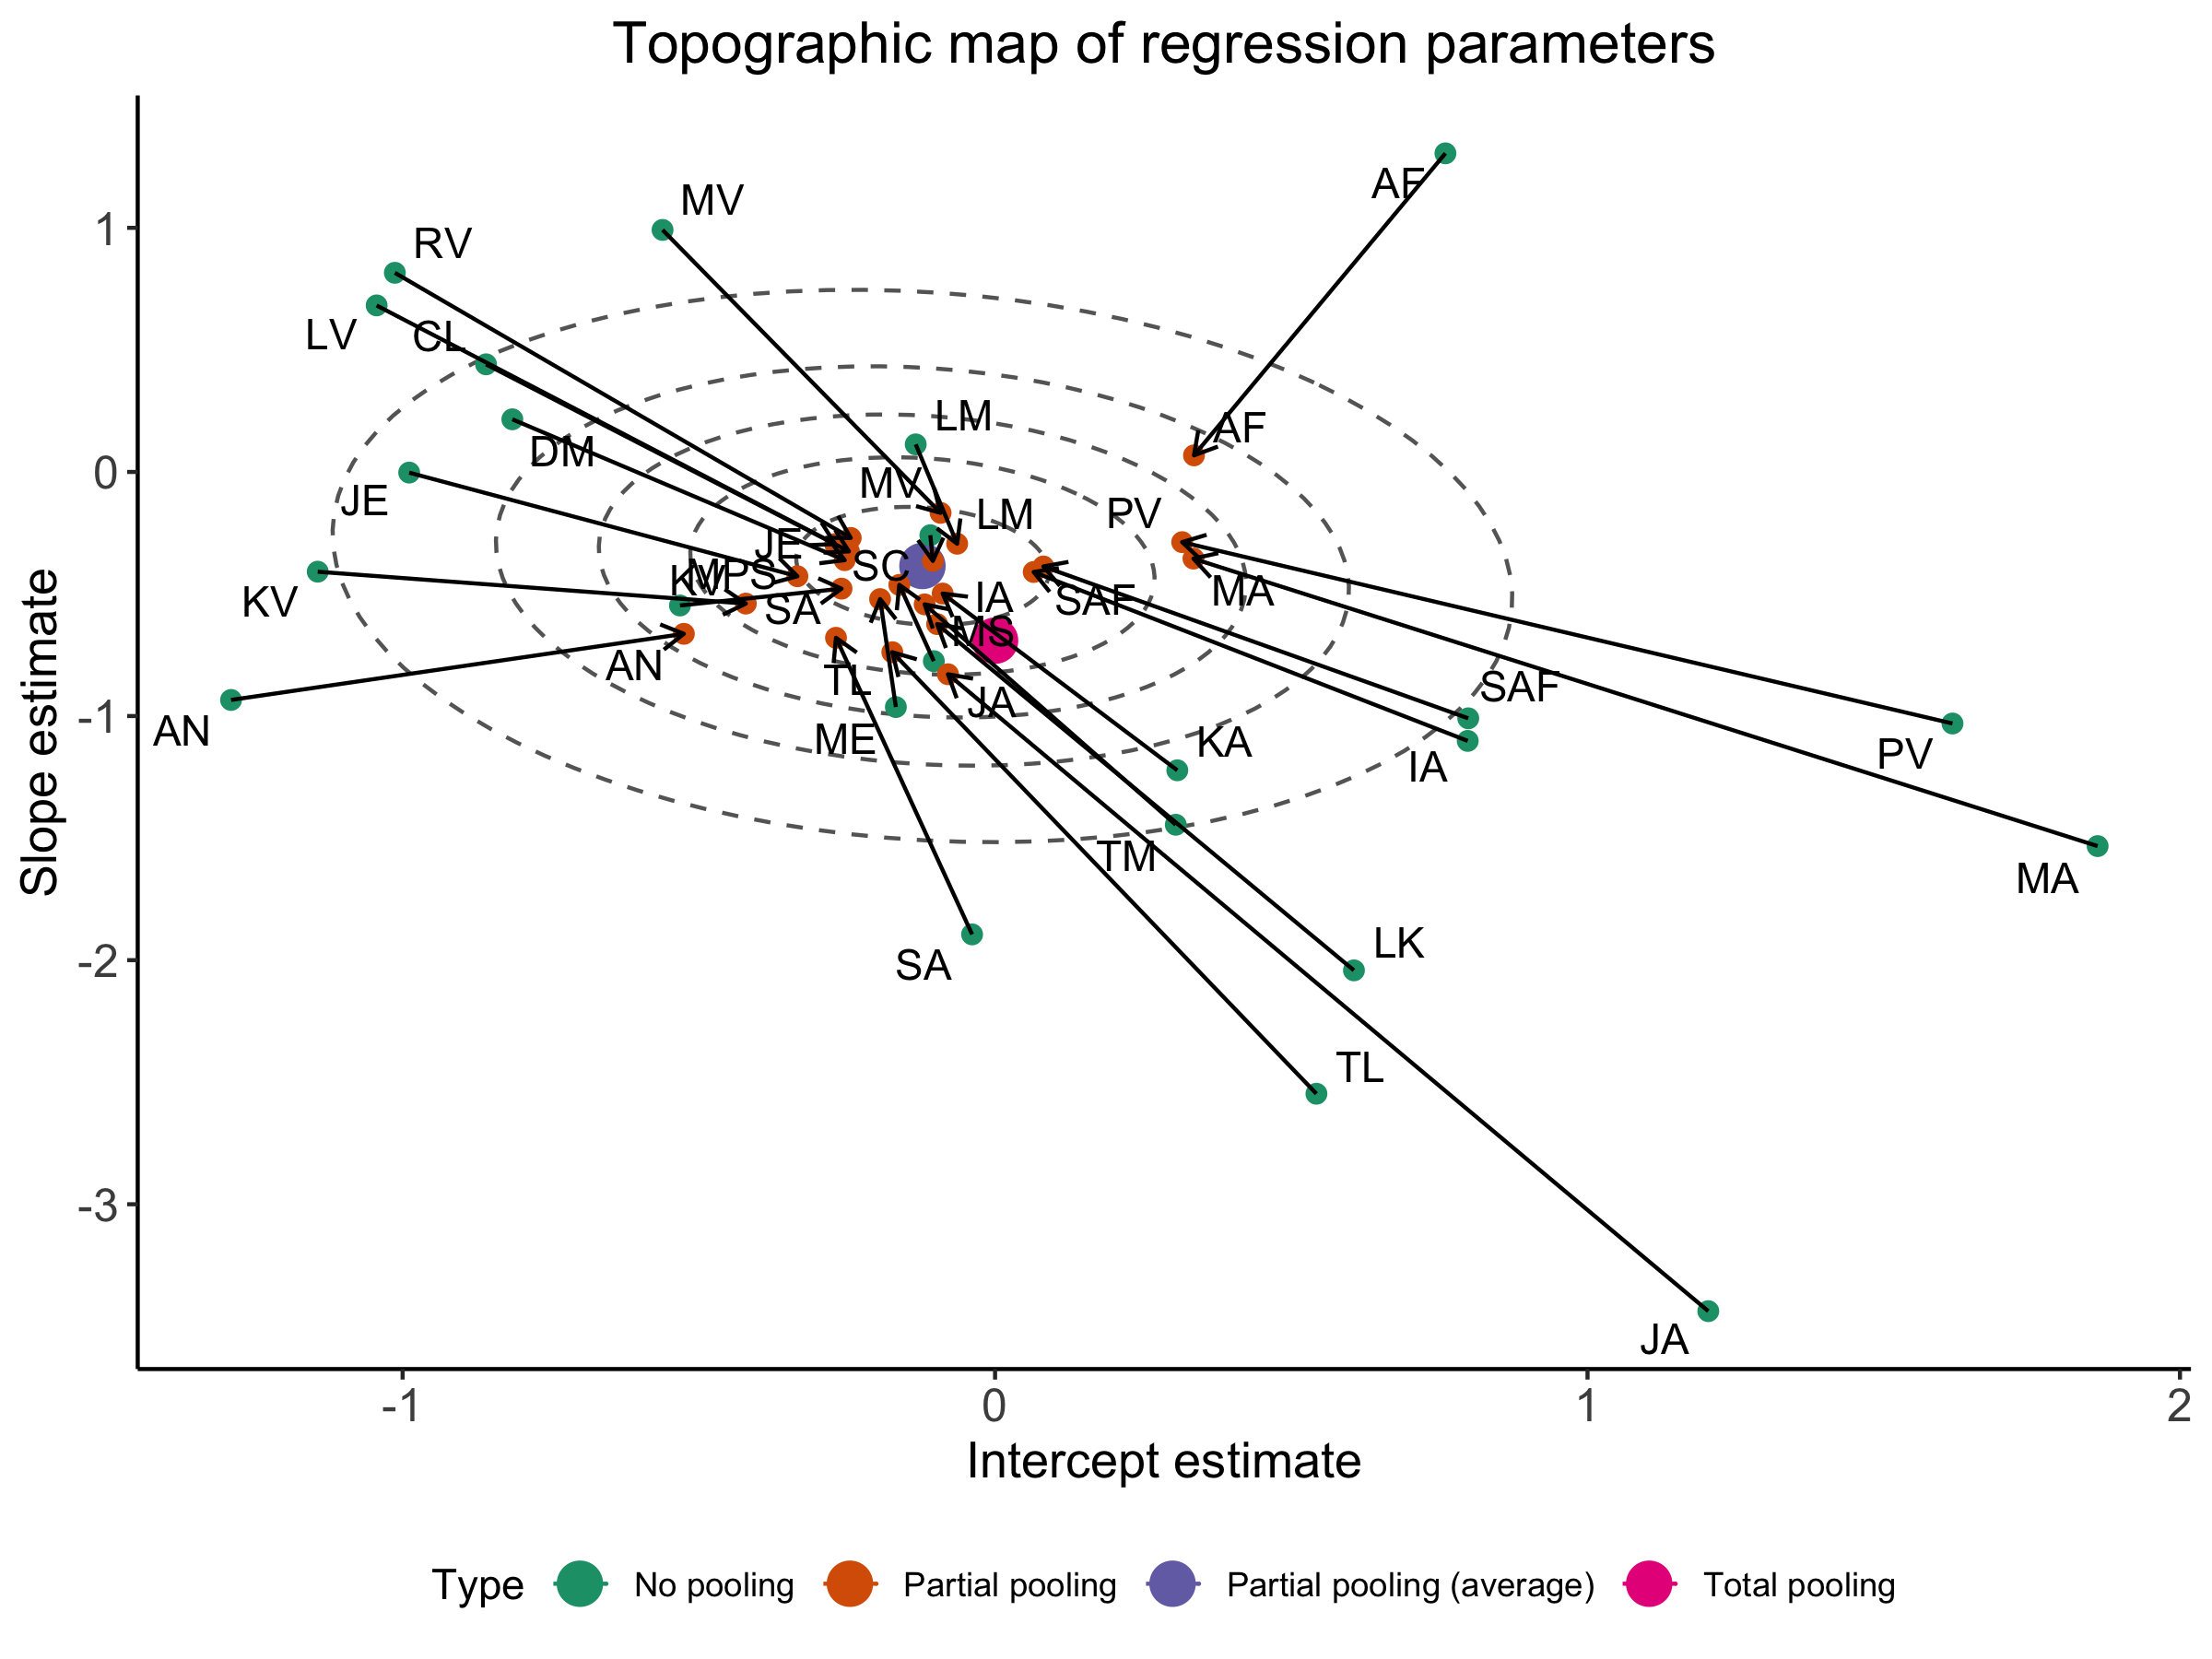 Topographic map of regression parameters
AF
MV
RV
LV
CL
LM
AF
DM
MV
JE
LM
PV
JE
SC
MPS
KV
IA
MA
SAF
KV
SA
MIS
AN
TL
JA
SAF
AN
ME
KA
PV
IA
TM
MA
SA
LK
TL
JA
1
0
-1
-2
-3
Slope estimate
-1
0
1
2
Intercept estimate
Type
No pooling
Partial pooling
Partial pooling (average)
Total pooling